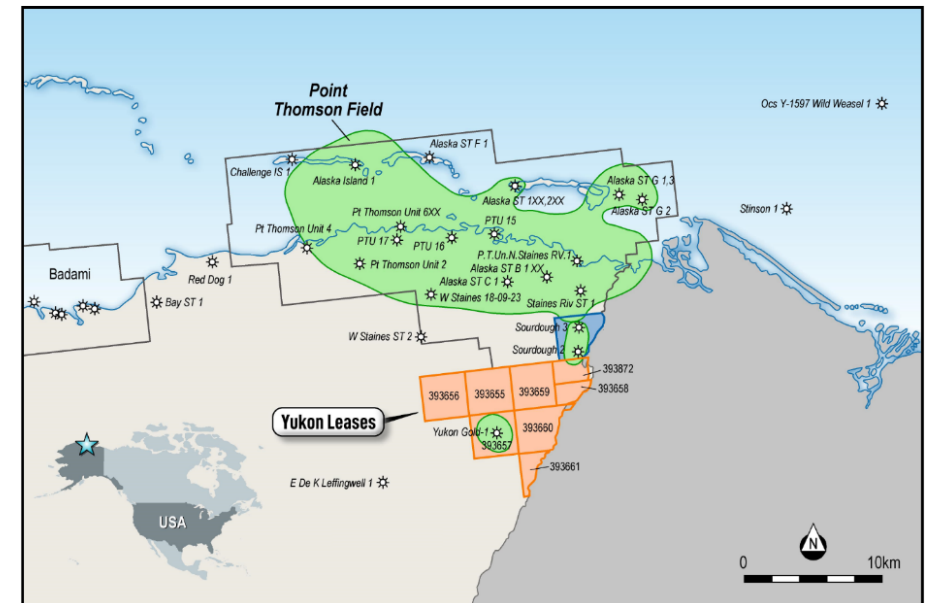 Point
Thomson Field
Ocs Y-1597 Wild Weasel 1
Alaska ST F 1
Challenge IS 1
Alaska Island 1
Alaska ST G 1,3
Alaska ST 1XX,2XX
Alaska ST G 2
Stinson 1
Pt Thomson Unit 6XX
PTU 15
Pt Thomson Unit 4
PTU 17
PTU 16
P.T.Un.N.Staines RV.1
Badami
Red Dog 1
Pt Thomson Unit 2
Alaska ST B 1 XX
Alaska ST C 1
W Staines 18-09-23
Staines Riv ST 1
Bay ST 1
Sourdough 3
W Staines ST 2
Sourdough 2
393872
393658
393656
393655
393659
Yukon Leases
Yukon Gold-1
393657
393660
393661
E De K Leffingwell 1
USA
N
0
10km